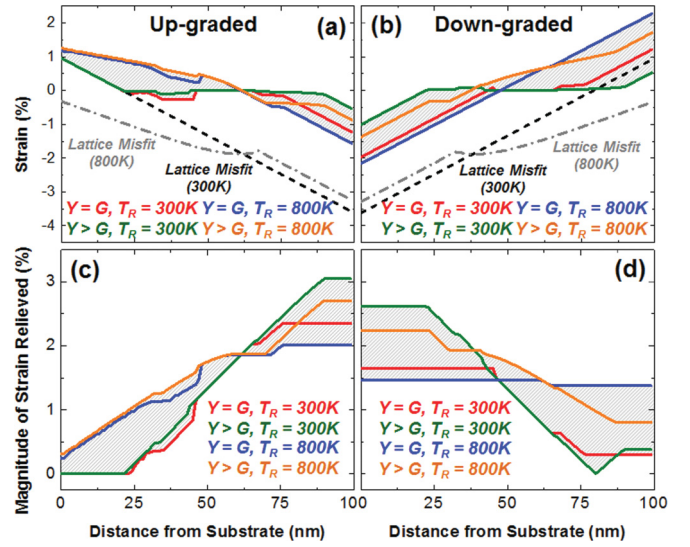 Up-graded (a)
(b) Down-graded
Strain (%)
2
1
0
-1
-2
-3
-4
Lattice Misfit
(800K)
Lattice Misfit
(300K)
Lattice Misfit
(300K)
Lattice Misfit
(800K)
Y = G, T_R = 300K Y = G, T_R = 800K
Y > G, T_R = 300K Y > G, T_R = 800K
Y = G, T_R = 300K Y = G, T_R = 800K
Y > G, T_R = 300K Y > G, T_R = 800K
(c)
(d)
Magnitude of Strain Relieved (%)
3
2
1
0
Y = G, T_R = 300K
Y > G, T_R = 300K
Y = G, T_R = 800K
Y > G, T_R = 800K
Y = G, T_R = 300K
Y > G, T_R = 300K
Y = G, T_R = 800K
Y > G, T_R = 800K
0 25 50 75 100 25 50 75 100
Distance from Substrate (nm)
Distance from Substrate (nm)